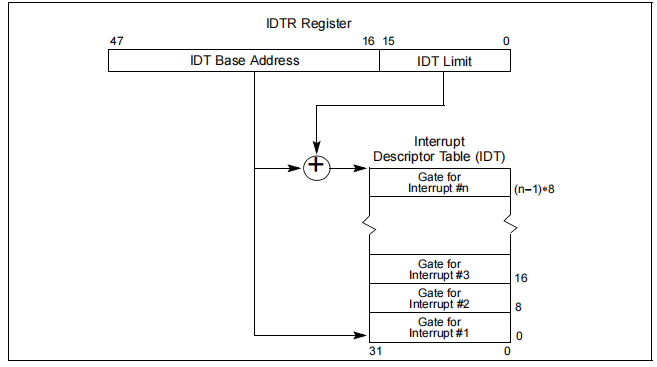 IDTR Register
47 16 15 0
IDT Base Address IDT Limit
+
Interrupt
Descriptor Table (IDT)
Gate for
Interrupt #n
(n−1)∗8
Gate for
Interrupt #3
16
Gate for
Interrupt #2
8
Gate for
Interrupt #1
0
31 0